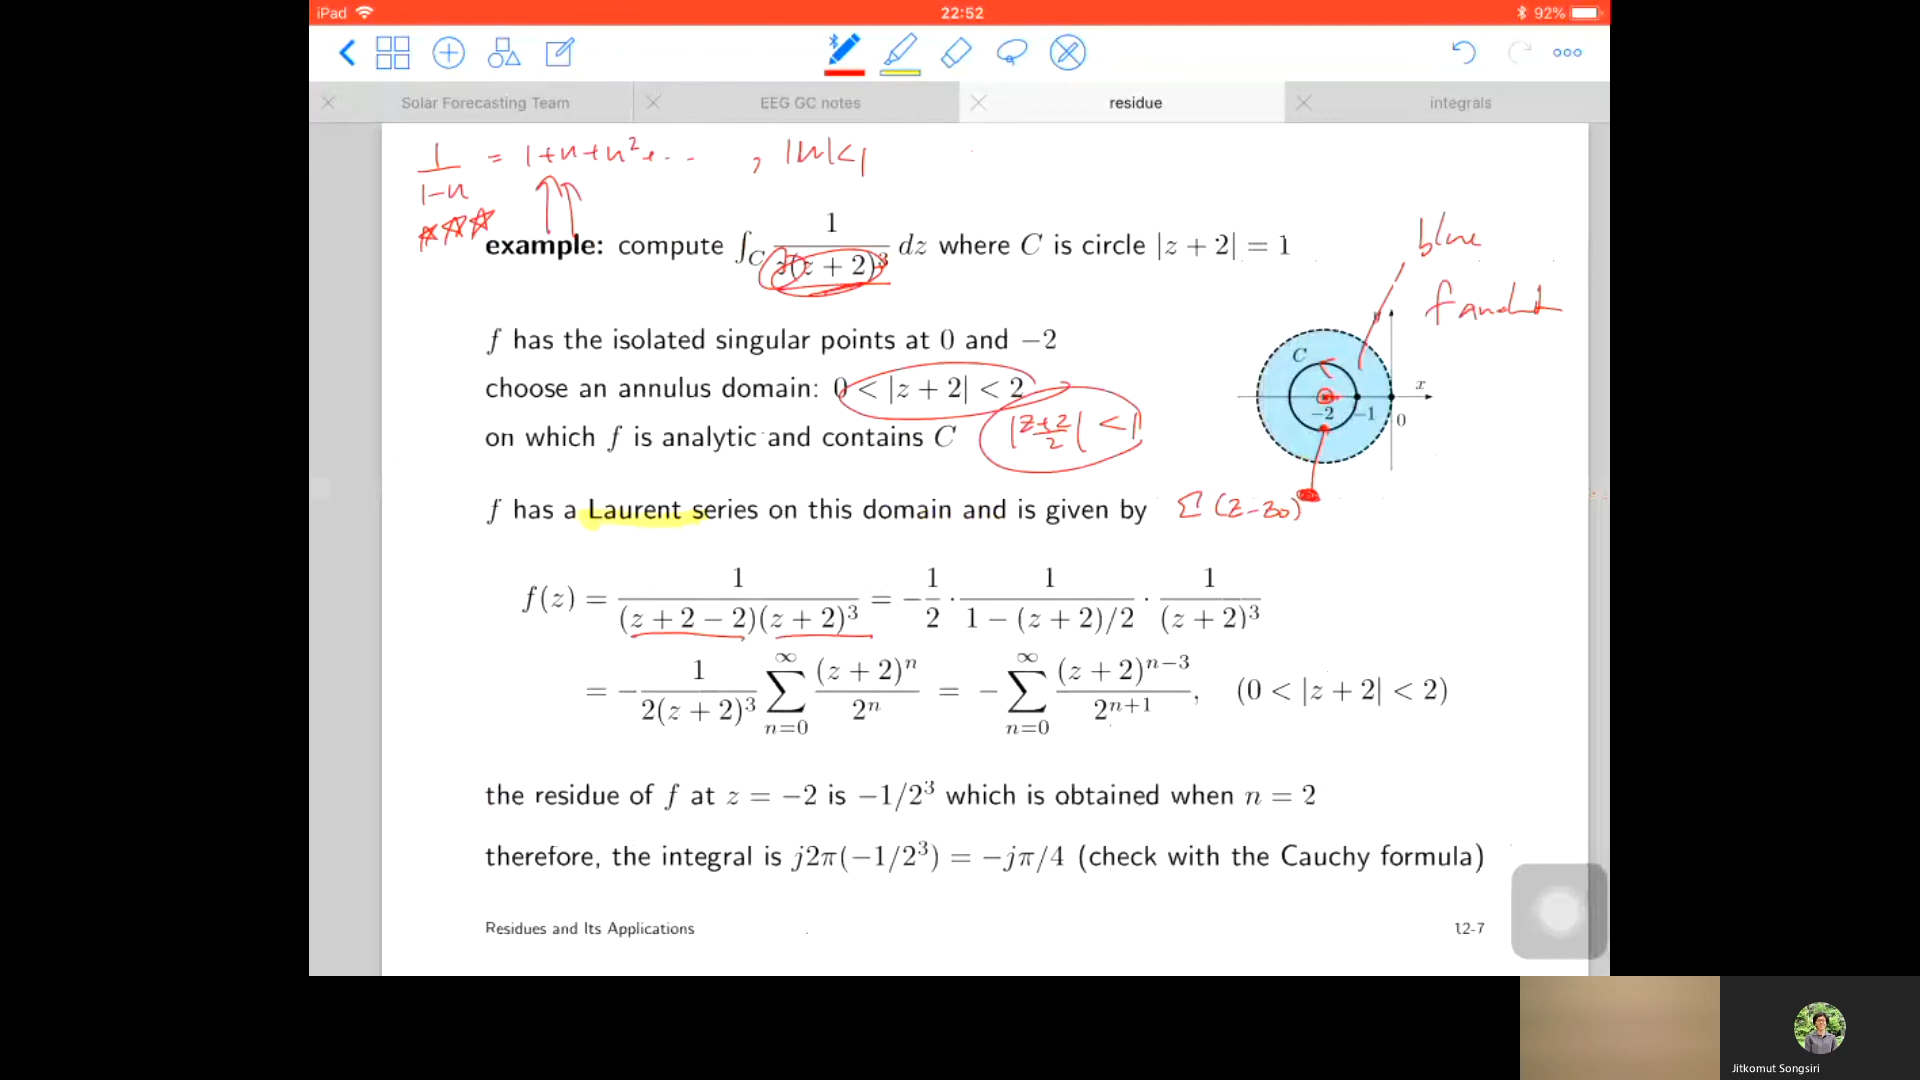 iPad 22:52 92%
Solar Forecasting Team EEG GC notes residue integrals
1/(1-u) = 1+u+u²+... , |u|<1
example: compute ∫_C 1/(z(z + 2)³) dz where C is circle |z + 2| = 1
blue
f has the isolated singular points at 0 and −2
choose an annulus domain: 0 < |z + 2| < 2
on which f is analytic and contains C |z+2/2| < 1
C y x −2 −1 0
f has a Laurent series on this domain and is given by Σ (z-z₀)
f(z) = 1/((z + 2 − 2)(z + 2)³) = −1/2 · 1/(1 − (z + 2)/2) · 1/(z + 2)³
= −1/(2(z + 2)³) ∑_{n=0}^{∞} (z + 2)ⁿ/2ⁿ = − ∑_{n=0}^{∞} (z + 2)ⁿ⁻³/2ⁿ⁺¹, (0 < |z + 2| < 2)
the residue of f at z = −2 is −1/2³ which is obtained when n = 2
therefore, the integral is j2π(−1/2³) = −jπ/4 (check with the Cauchy formula)
Residues and Its Applications 12-7
Jitkomut Songsiri